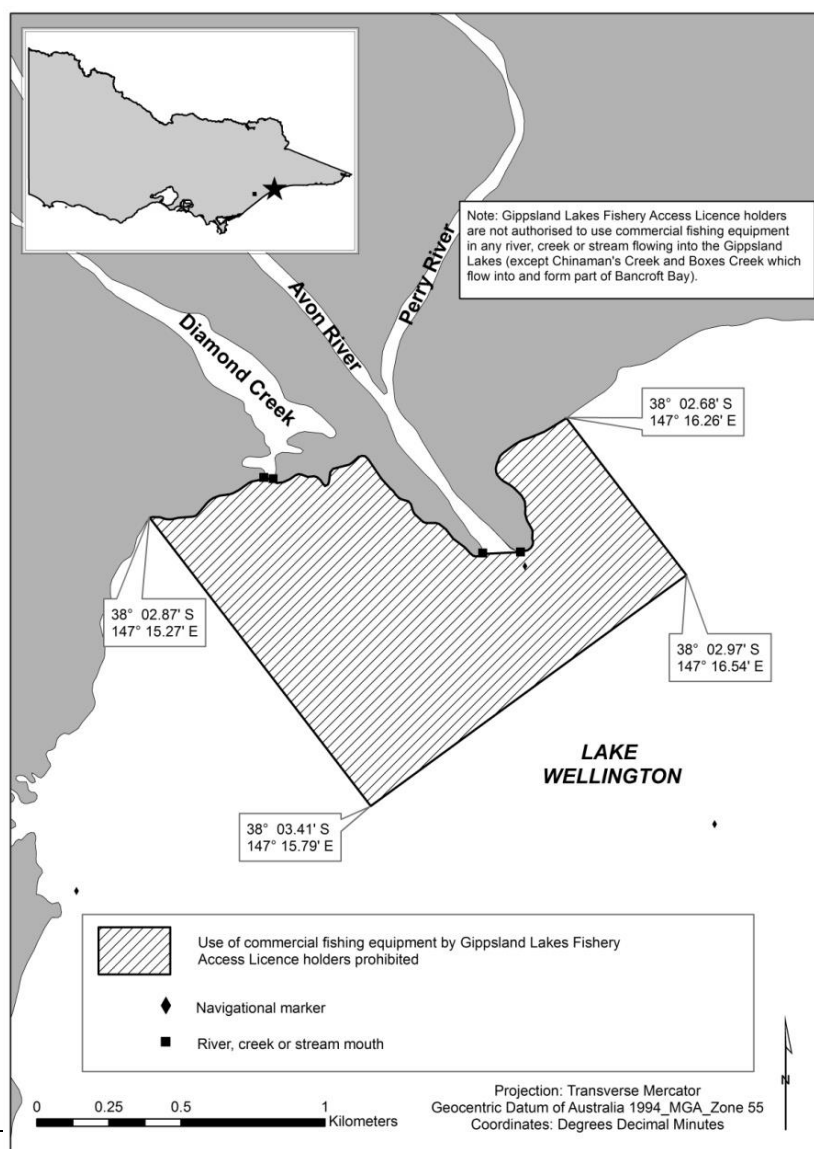 Note: Gippsland Lakes Fishery Access Licence holders
are not authorised to use commercial fishing equipment
in any river, creek or stream flowing into the Gippsland
Lakes (except Chinaman's Creek and Boxes Creek which
flow into and form part of Bancroft Bay).
Perry River
Avon River
Diamond Creek
38° 02.68' S
147° 16.26' E
38° 02.87' S
147° 15.27' E
38° 02.97' S
147° 16.54' E
LAKE
WELLINGTON
38° 03.41' S
147° 15.79' E
Use of commercial fishing equipment by Gippsland Lakes Fishery
Access Licence holders prohibited
Navigational marker
River, creek or stream mouth
N
0 0.25 0.5 1
Kilometers
Projection: Transverse Mercator
Geocentric Datum of Australia 1994_MGA_Zone 55
Coordinates: Degrees Decimal Minutes